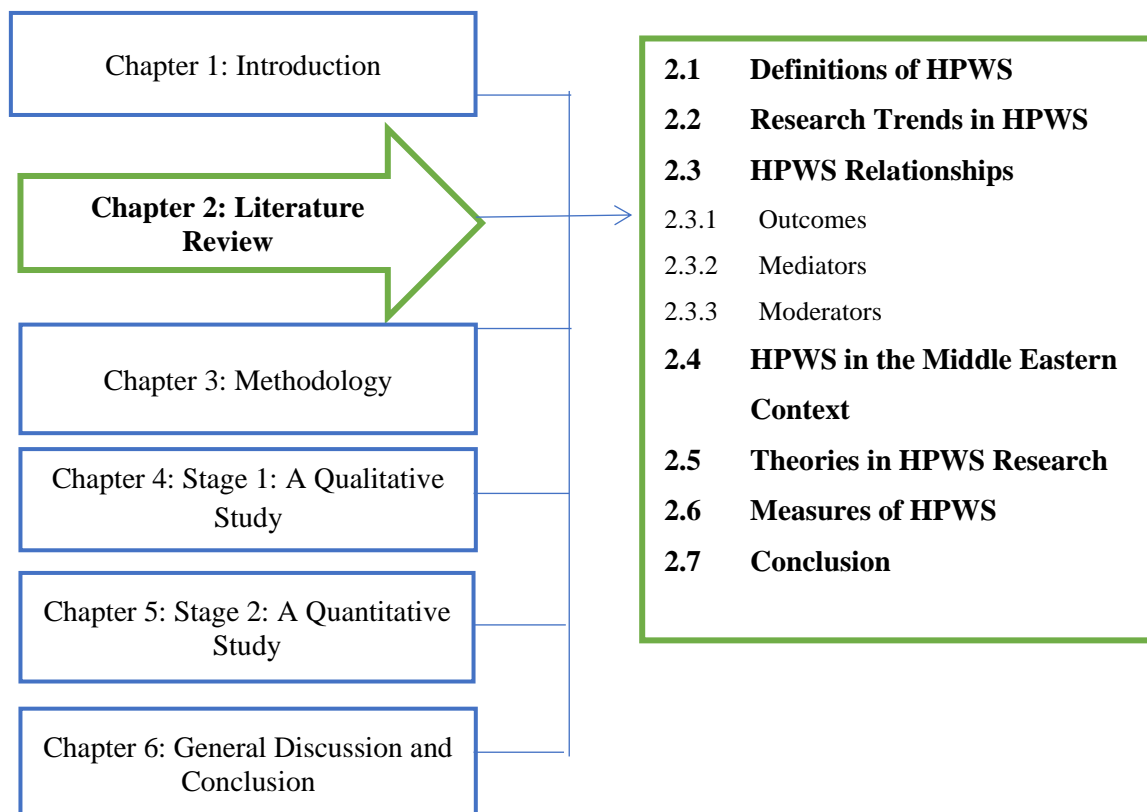 Chapter 1: Introduction
Chapter 2: Literature
Review
Chapter 3: Methodology
Chapter 4: Stage 1: A Qualitative
Study
Chapter 5: Stage 2: A Quantitative
Study
Chapter 6: General Discussion and
Conclusion
2.1 Definitions of HPWS
2.2 Research Trends in HPWS
2.3 HPWS Relationships
2.3.1 Outcomes
2.3.2 Mediators
2.3.3 Moderators
2.4 HPWS in the Middle Eastern
Context
2.5 Theories in HPWS Research
2.6 Measures of HPWS
2.7 Conclusion